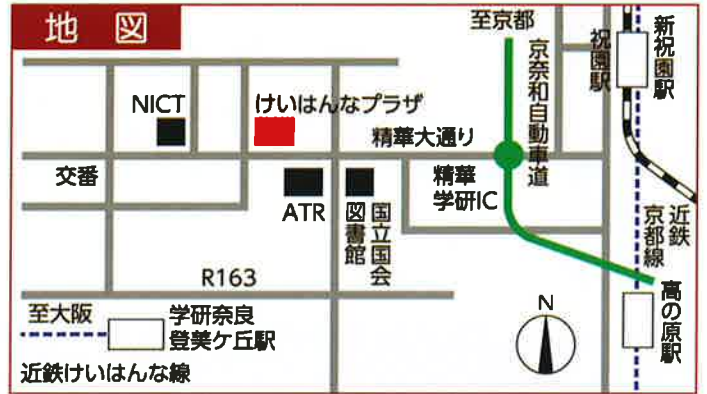 地 図
至京都
京奈和自動車道
祝園駅
新祝園駅
NICT
けいはんなプラザ
精華大通り
交番
ATR
国立国会
図書館
精華
学研IC
近鉄
京都線
R163
至大阪
学研奈良
登美ケ丘駅
N
高の原駅
近鉄けいはんな線